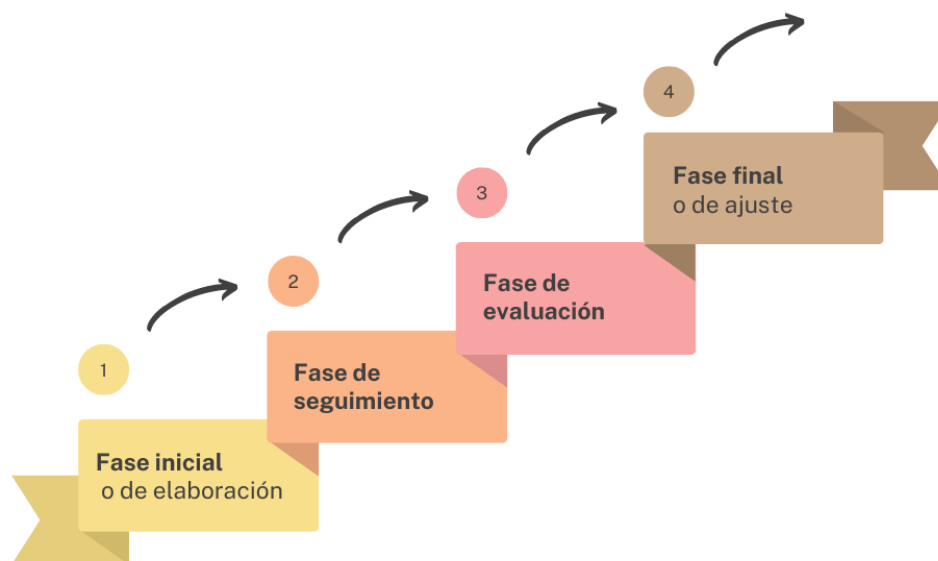 1
Fase inicial
o de elaboración
2
Fase de
seguimiento
3
Fase de
evaluación
4
Fase final
o de ajuste